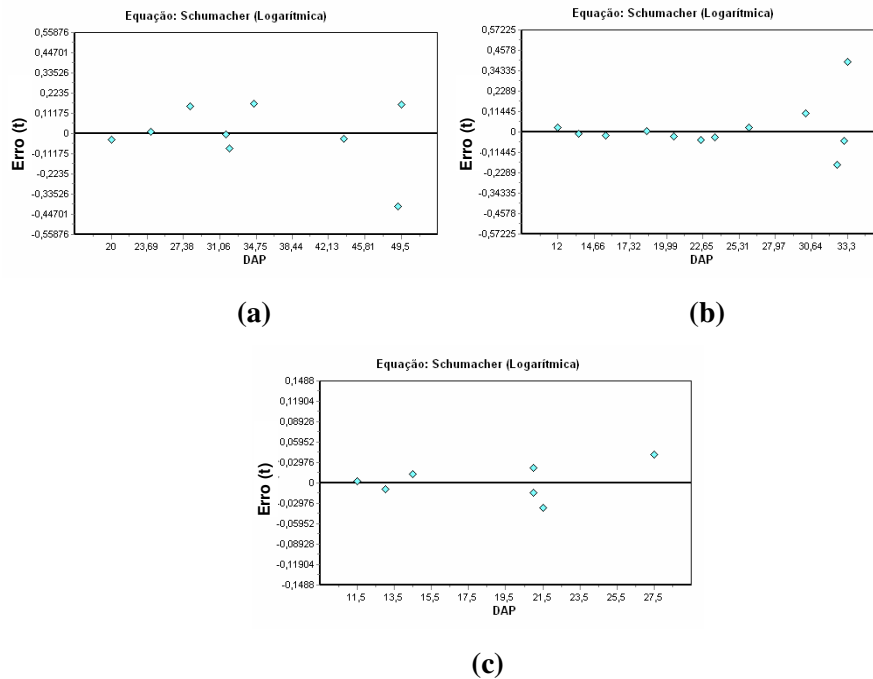 Equação: Schumacher (Logarítmica)
0,55876
0,44701
0,33526
0,2235
0,11175
0
-0,11175
-0,2235
-0,33526
-0,44701
-0,55876
Erro (t)
20 23,69 27,38 31,06 34,75 38,44 42,13 45,81 49,5
DAP
(a)
Equação: Schumacher (Logarítmica)
0,57225
0,4578
0,34335
0,2289
0,11445
0
-0,11445
-0,2289
-0,34335
-0,4578
-0,57225
Erro (t)
12 14,66 17,32 19,99 22,65 25,31 27,97 30,64 33,3
DAP
(b)
Equação: Schumacher (Logarítmica)
0,1488
0,11904
0,08928
0,05952
0,02976
0
-0,02976
-0,05952
-0,08928
-0,11904
-0,1488
Erro (t)
11,5 13,5 15,5 17,5 19,5 21,5 23,5 25,5 27,5
DAP
(c)